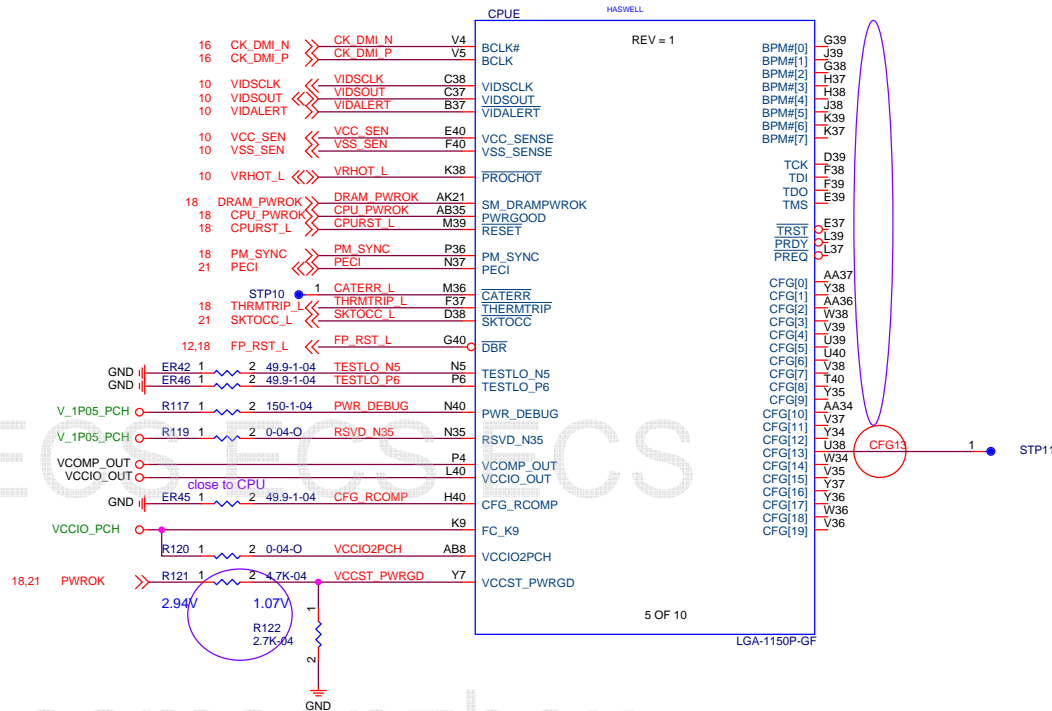 HASWELL
CPUE
REV = 1
16 CK_DMI_N CK_DMI_N V4 BCLK#
16 CK_DMI_P CK_DMI_P V5 BCLK
10 VIDSCLK VIDSCLK C38 VIDSCLK
10 VIDSOUT VIDSOUT C37 VIDSOUT
10 VIDALERT VIDALERT B37 VIDALERT
10 VCC_SEN VCC_SEN E40 VCC_SENSE
10 VSS_SEN VSS_SEN F40 VSS_SENSE
10 VRHOT_L VRHOT_L K38 PROCHOT
18 DRAM_PWROK DRAM_PWROK AK21 SM_DRAMPWROK
18 CPU_PWROK CPU_PWROK AB35 PWRGOOD
18 CPURST_L CPURST_L M39 RESET
18 PM_SYNC PM_SYNC P36 PM_SYNC
21 PECI PECI N37 PECI
STP10 1 CATERR_L M36 CATERR
18 THRMTRIP_L THRMTRIP_L F37 THERMTRIP
21 SKTOCC_L SKTOCC_L D38 SKTOCC
12,18 FP_RST_L FP_RST_L G40 DBR
GND ER42 1 2 49.9-1-04 TESTLO_N5 N5 TESTLO_N5
GND ER46 1 2 49.9-1-04 TESTLO_P6 P6 TESTLO_P6
V_1P05_PCH R117 1 2 150-1-04 PWR_DEBUG N40 PWR_DEBUG
V_1P05_PCH R119 1 2 0-04-O RSVD_N35 N35 RSVD_N35
VCOMP_OUT P4 VCOMP_OUT
VCCIO_OUT L40 VCCIO_OUT
close to CPU
GND ER45 1 2 49.9-1-04 CFG_RCOMP H40 CFG_RCOMP
VCCIO_PCH K9 FC_K9
R120 1 2 0-04-O VCCIO2PCH AB8 VCCIO2PCH
18,21 PWROK R121 1 2 4.7K-04 VCCST_PWRGD Y7 VCCST_PWRGD
2.94V 1.07V
R122
2.7K-04
1
2
GND
BPM#[0] G39
BPM#[1] J39
BPM#[2] G38
BPM#[3] H37
BPM#[4] H38
BPM#[5] J38
BPM#[6] K39
BPM#[7] K37
TCK D39
TDI F38
TDO F39
TMS E39
TRST E37
PRDY L39
PREQ L37
CFG[0] AA37
CFG[1] Y38
CFG[2] AA36
CFG[3] W38
CFG[4] V39
CFG[5] U39
CFG[6] U40
CFG[7] V38
CFG[8] T40
CFG[9] Y35
CFG[10] AA34
CFG[11] V37
CFG[12] Y34
CFG[13] U38 CFG13 1 STP11
CFG[14] W34
CFG[15] V35
CFG[16] Y37
CFG[17] Y36
CFG[18] W36
CFG[19] V36
5 OF 10
LGA-1150P-GF
ECS ECS ECS